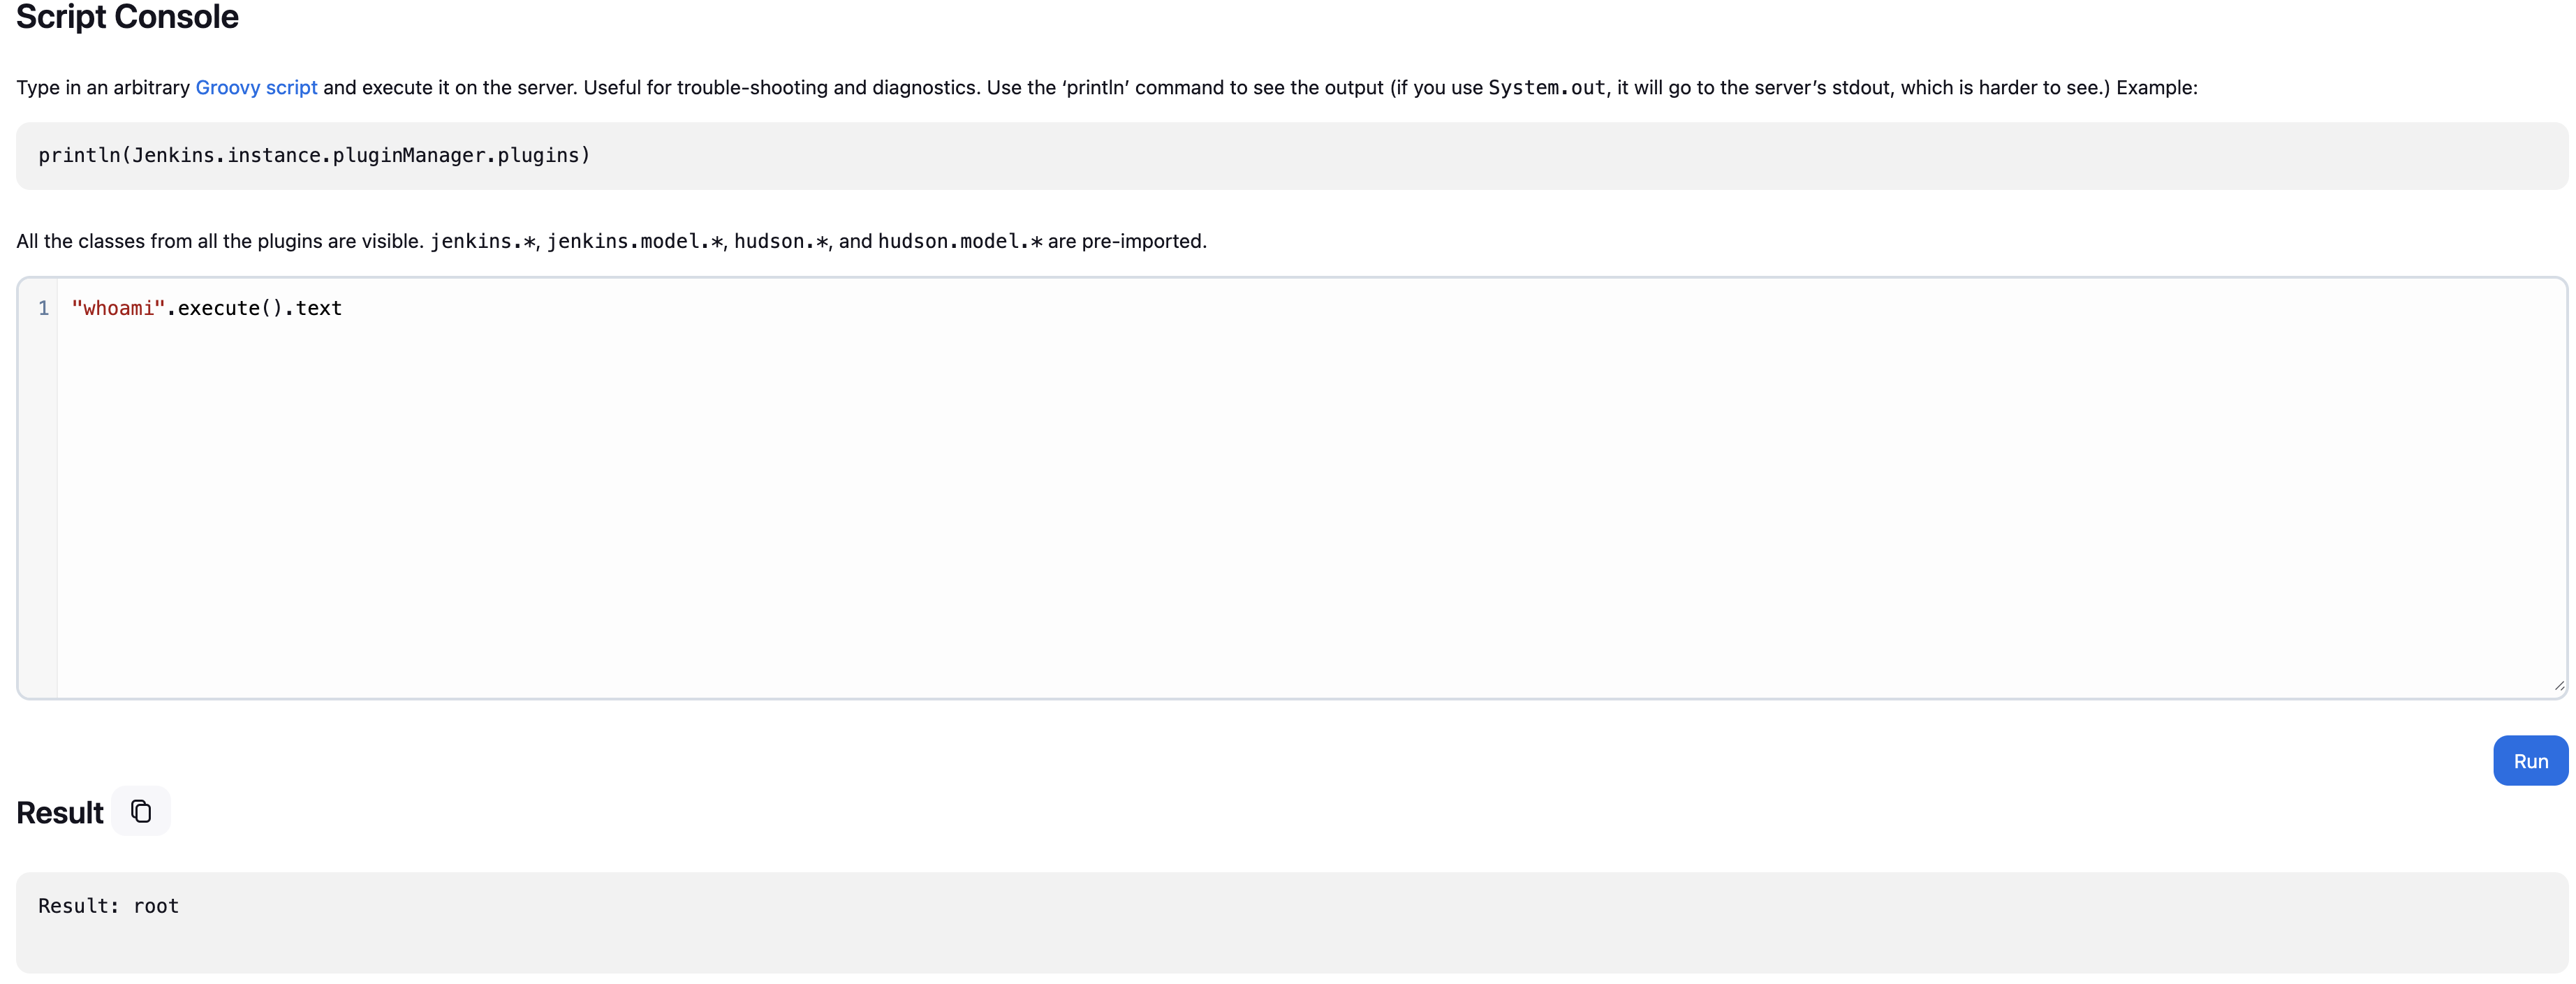 Script Console
Type in an arbitrary Groovy script and execute it on the server. Useful for trouble-shooting and diagnostics. Use the ‘println’ command to see the output (if you use System.out, it will go to the server’s stdout, which is harder to see.) Example:
println(Jenkins.instance.pluginManager.plugins)
All the classes from all the plugins are visible. jenkins.*, jenkins.model.*, hudson.*, and hudson.model.* are pre-imported.
1 "whoami".execute().text
Run
Result
Result: root